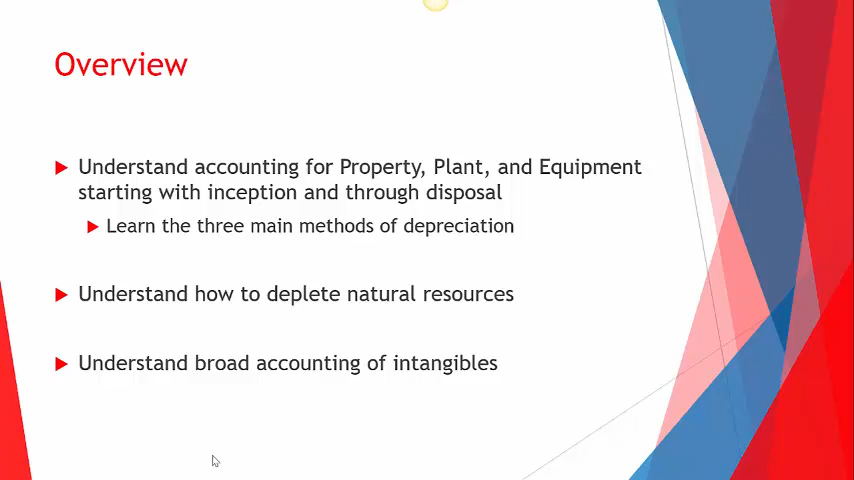 Overview
Understand accounting for Property, Plant, and Equipment
starting with inception and through disposal
Learn the three main methods of depreciation
Understand how to deplete natural resources
Understand broad accounting of intangibles